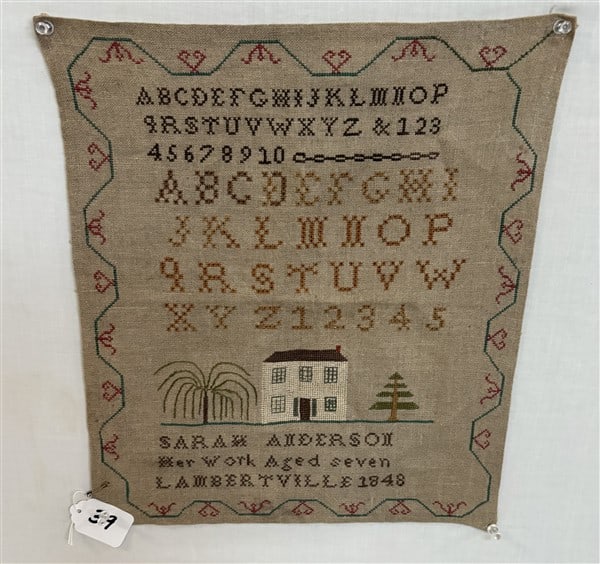 ABCDEFGHIJKLMNOP
qRSTUVWXYZ &123
45678910
ABCDEFGHI
JKLMNOP
qRSTUVW
XYZ12345
SARAH ANDERSON
Her Work Aged seven
LAMBERTVILLE 1848
39